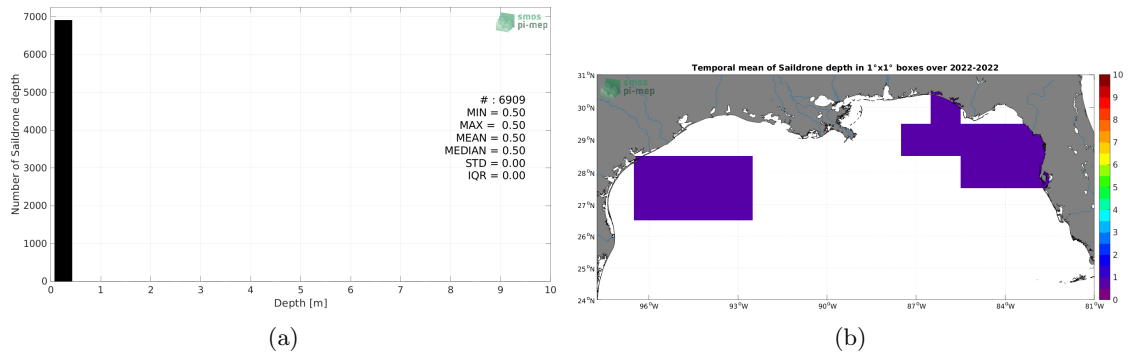 7000
6000
5000
4000
3000
2000
1000
0
Number of Saildrone depth
0 1 2 3 4 5 6 7 8 9 10
Depth [m]
smos
pi-mep
# : 6909
MIN = 0.50
MAX = 0.50
MEAN = 0.50
MEDIAN = 0.50
STD = 0.00
IQR = 0.00
(a)
Temporal mean of Saildrone depth in 1°x1° boxes over 2022-2022
smos
pi-mep
31°N
30°N
29°N
28°N
27°N
26°N
25°N
24°N
96°W 93°W 90°W 87°W 84°W 81°W
10
9
8
7
6
5
4
3
2
1
0
(b)